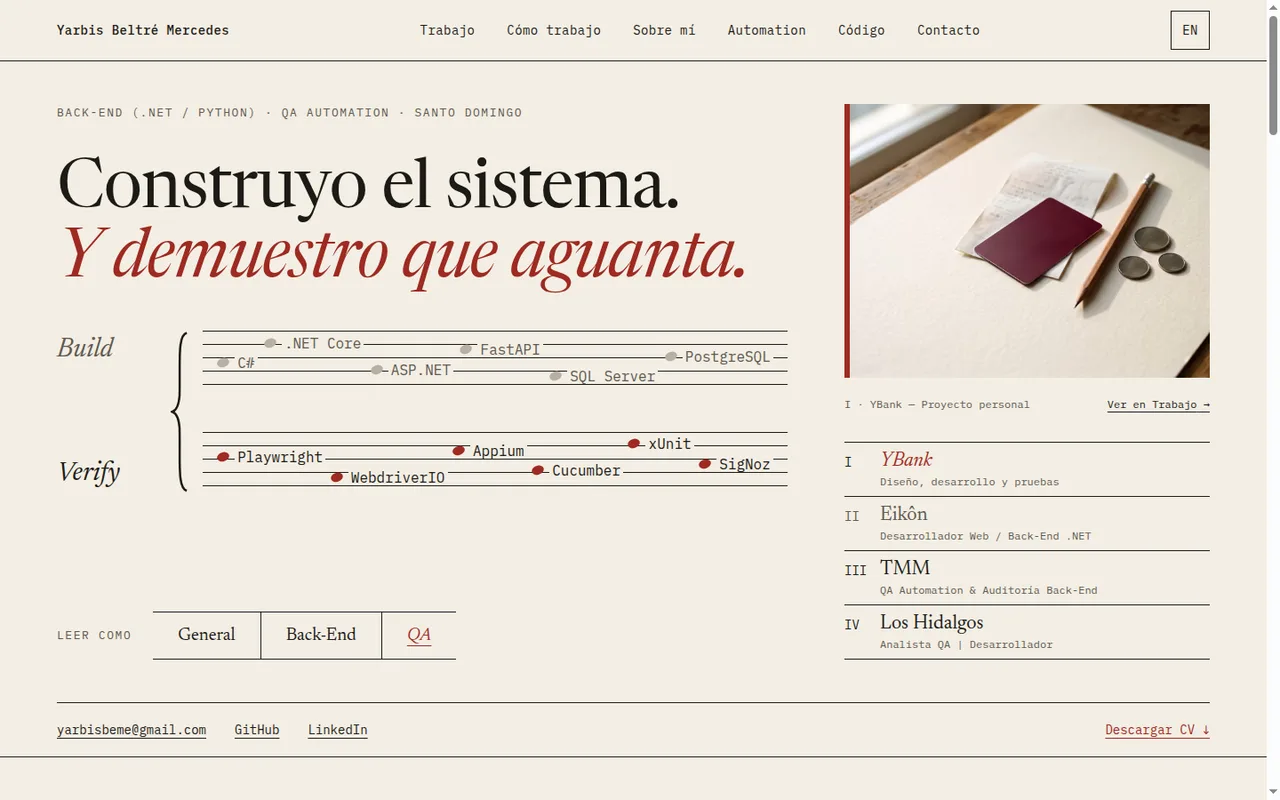 Yarbis Beltré Mercedes
Trabajo
Cómo trabajo
Sobre mí
Automation
Código
Contacto
EN
BACK-END (.NET / PYTHON) · QA AUTOMATION · SANTO DOMINGO
Construyo el sistema.
Y demuestro que aguanta.
Build
.NET Core
FastAPI
C#
PostgreSQL
ASP.NET
SQL Server
Verify
Playwright
Appium
xUnit
WebdriverIO
Cucumber
SigNoz
LEER COMO
General
Back-End
QA
I · YBank — Proyecto personal
Ver en Trabajo →
I
YBank
Diseño, desarrollo y pruebas
II
Eikôn
Desarrollador Web / Back-End .NET
III
TMM
QA Automation & Auditoría Back-End
IV
Los Hidalgos
Analista QA | Desarrollador
yarbisbeme@gmail.com
GitHub
LinkedIn
Descargar CV ↓